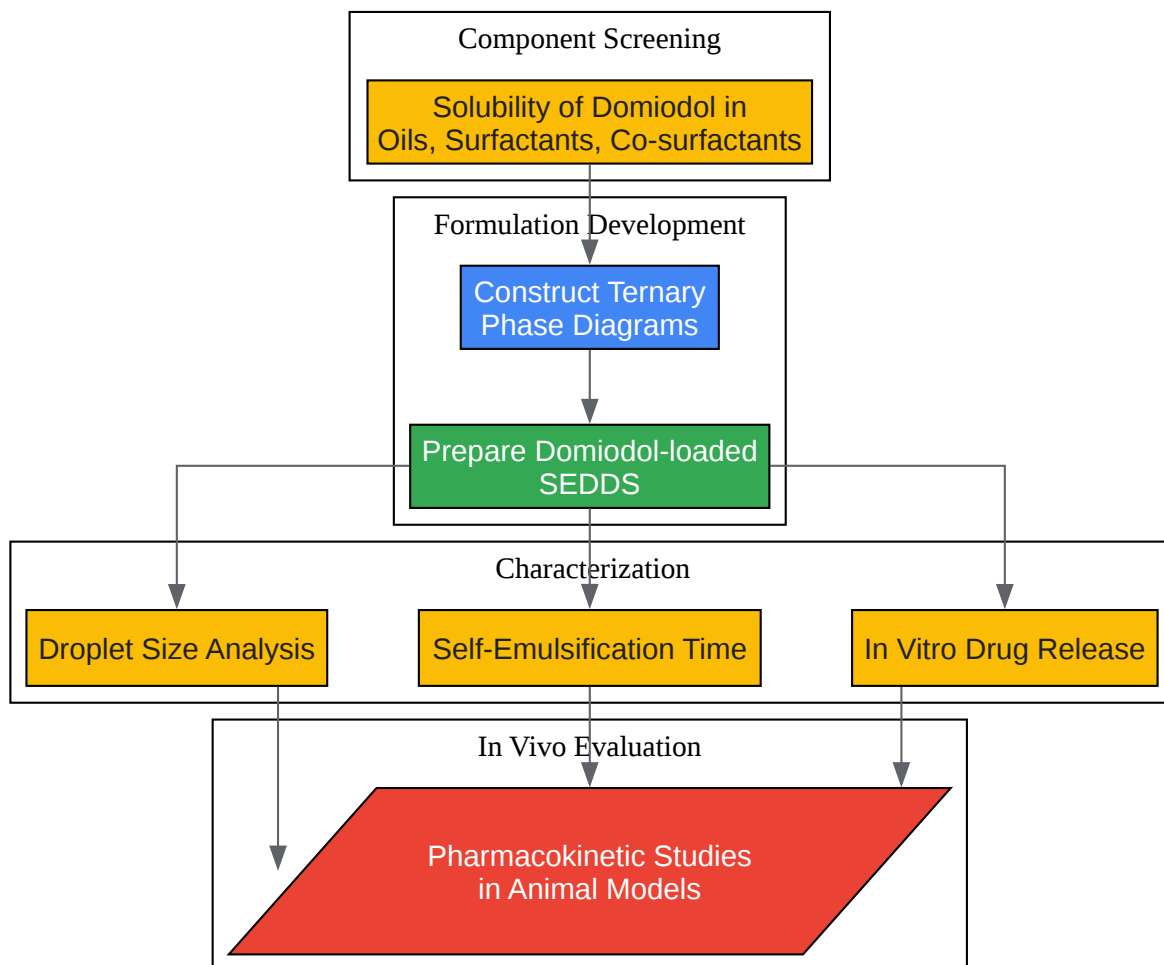 Component Screening
Solubility of Domiodol in
Oils, Surfactants, Co-surfactants
Formulation Development
Construct Ternary
Phase Diagrams
Prepare Domiodol-loaded
SEDDS
Characterization
Droplet Size Analysis
Self-Emulsification Time
In Vitro Drug Release
In Vivo Evaluation
Pharmacokinetic Studies
in Animal Models